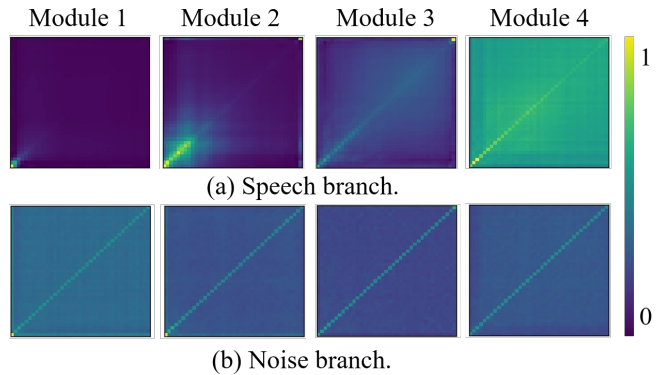 Module 1 Module 2 Module 3 Module 4
1
(a) Speech branch.
0
(b) Noise branch.